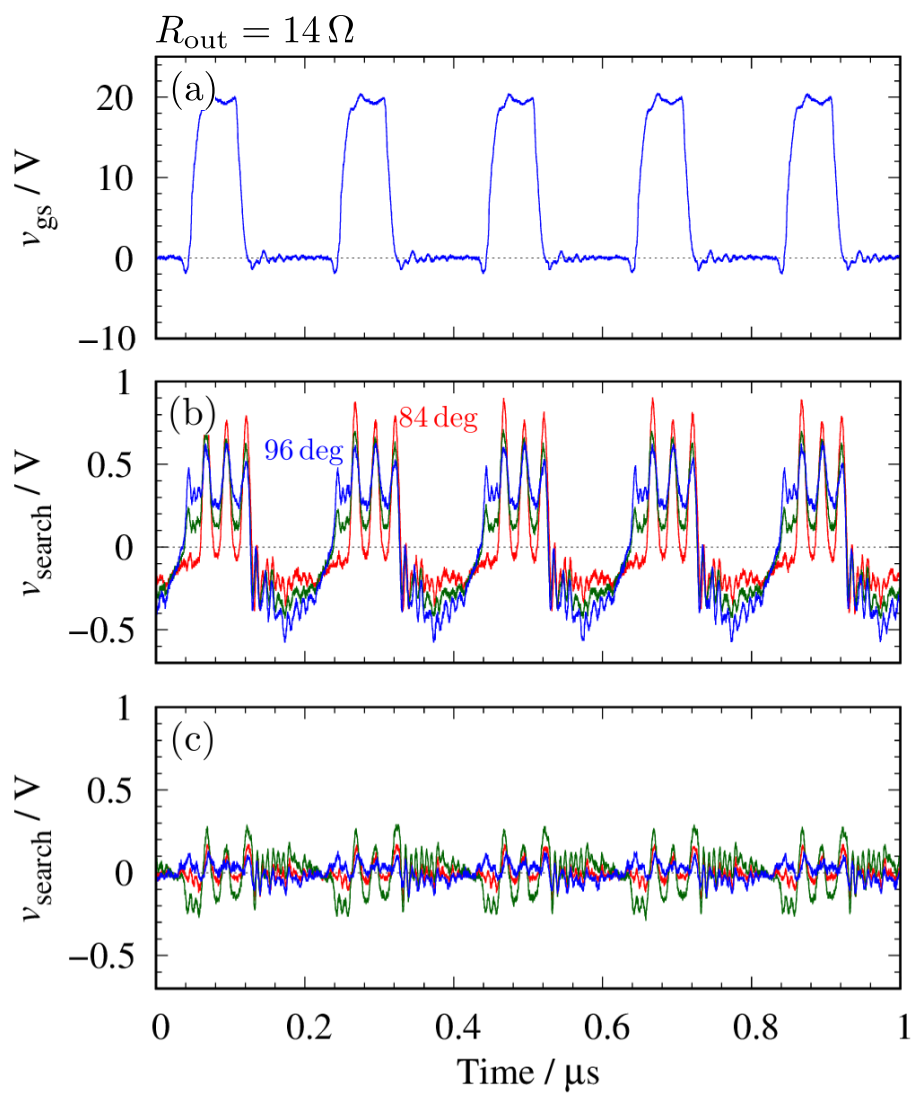 R_out = 14 Ω
(a)
20
10
0
−10
v_gs / V
(b)
1
0.5
0
−0.5
v_search / V
84 deg
96 deg
(c)
1
0.5
0
−0.5
v_search / V
0 0.2 0.4 0.6 0.8 1
Time / μs